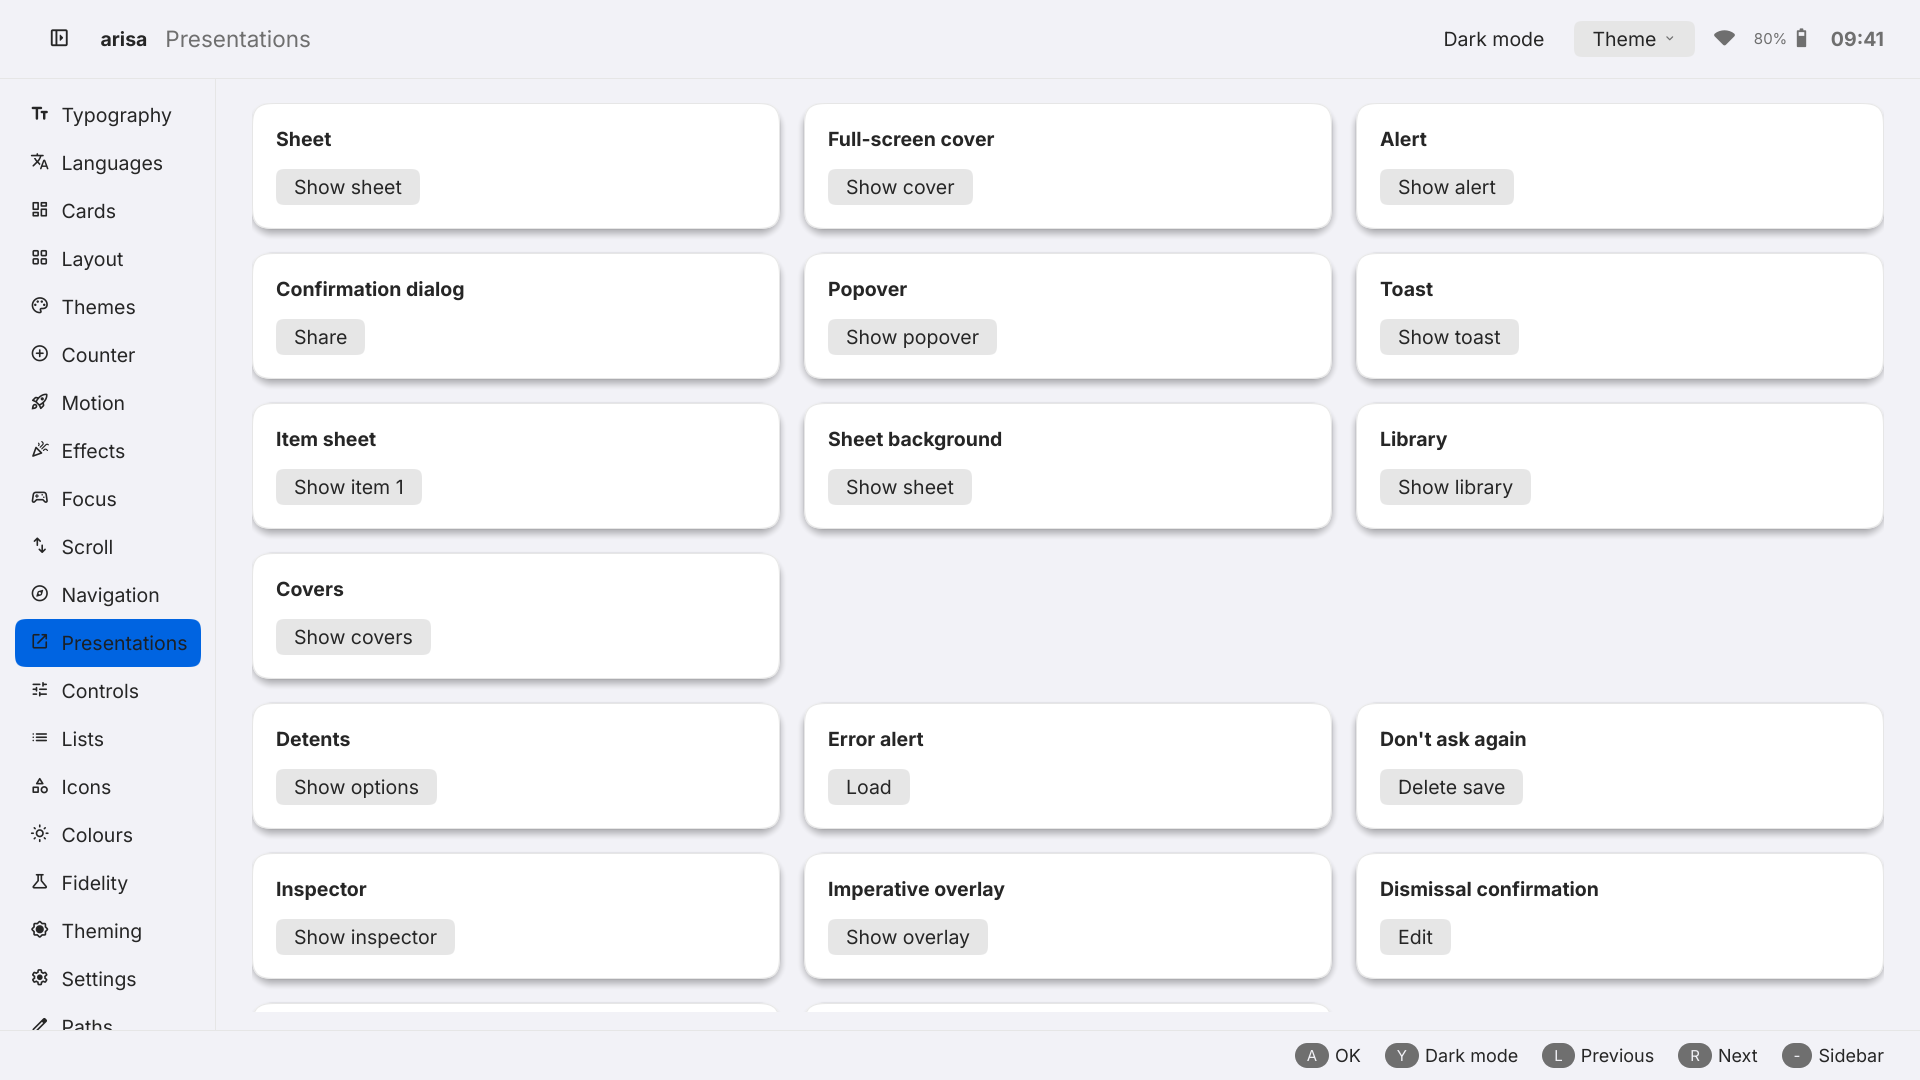 arisa Presentations
Dark mode
Theme
80%
09:41
Typography
Languages
Cards
Layout
Themes
Counter
Motion
Effects
Focus
Scroll
Navigation
Presentations
Controls
Lists
Icons
Colours
Fidelity
Theming
Settings
Paths
Sheet
Show sheet
Full-screen cover
Show cover
Alert
Show alert
Confirmation dialog
Share
Popover
Show popover
Toast
Show toast
Item sheet
Show item 1
Sheet background
Show sheet
Library
Show library
Covers
Show covers
Detents
Show options
Error alert
Load
Don't ask again
Delete save
Inspector
Show inspector
Imperative overlay
Show overlay
Dismissal confirmation
Edit
A OK
Y Dark mode
L Previous
R Next
- Sidebar